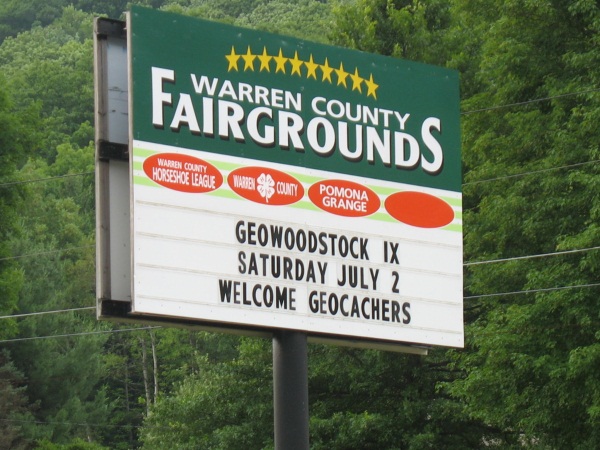 WARREN COUNTY
FAIRGROUNDS
WARREN COUNTY
HORSESHOE LEAGUE
WARREN COUNTY
POMONA
GRANGE
GEOWOODSTOCK IX
SATURDAY JULY 2
WELCOME GEOCACHERS